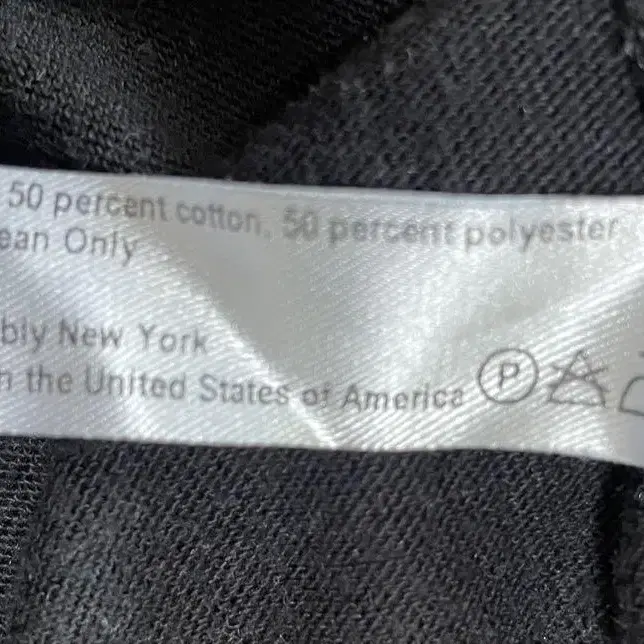 50 percent cotton, 50 percent polyester
ean Only
bly New York
n the United States of America P